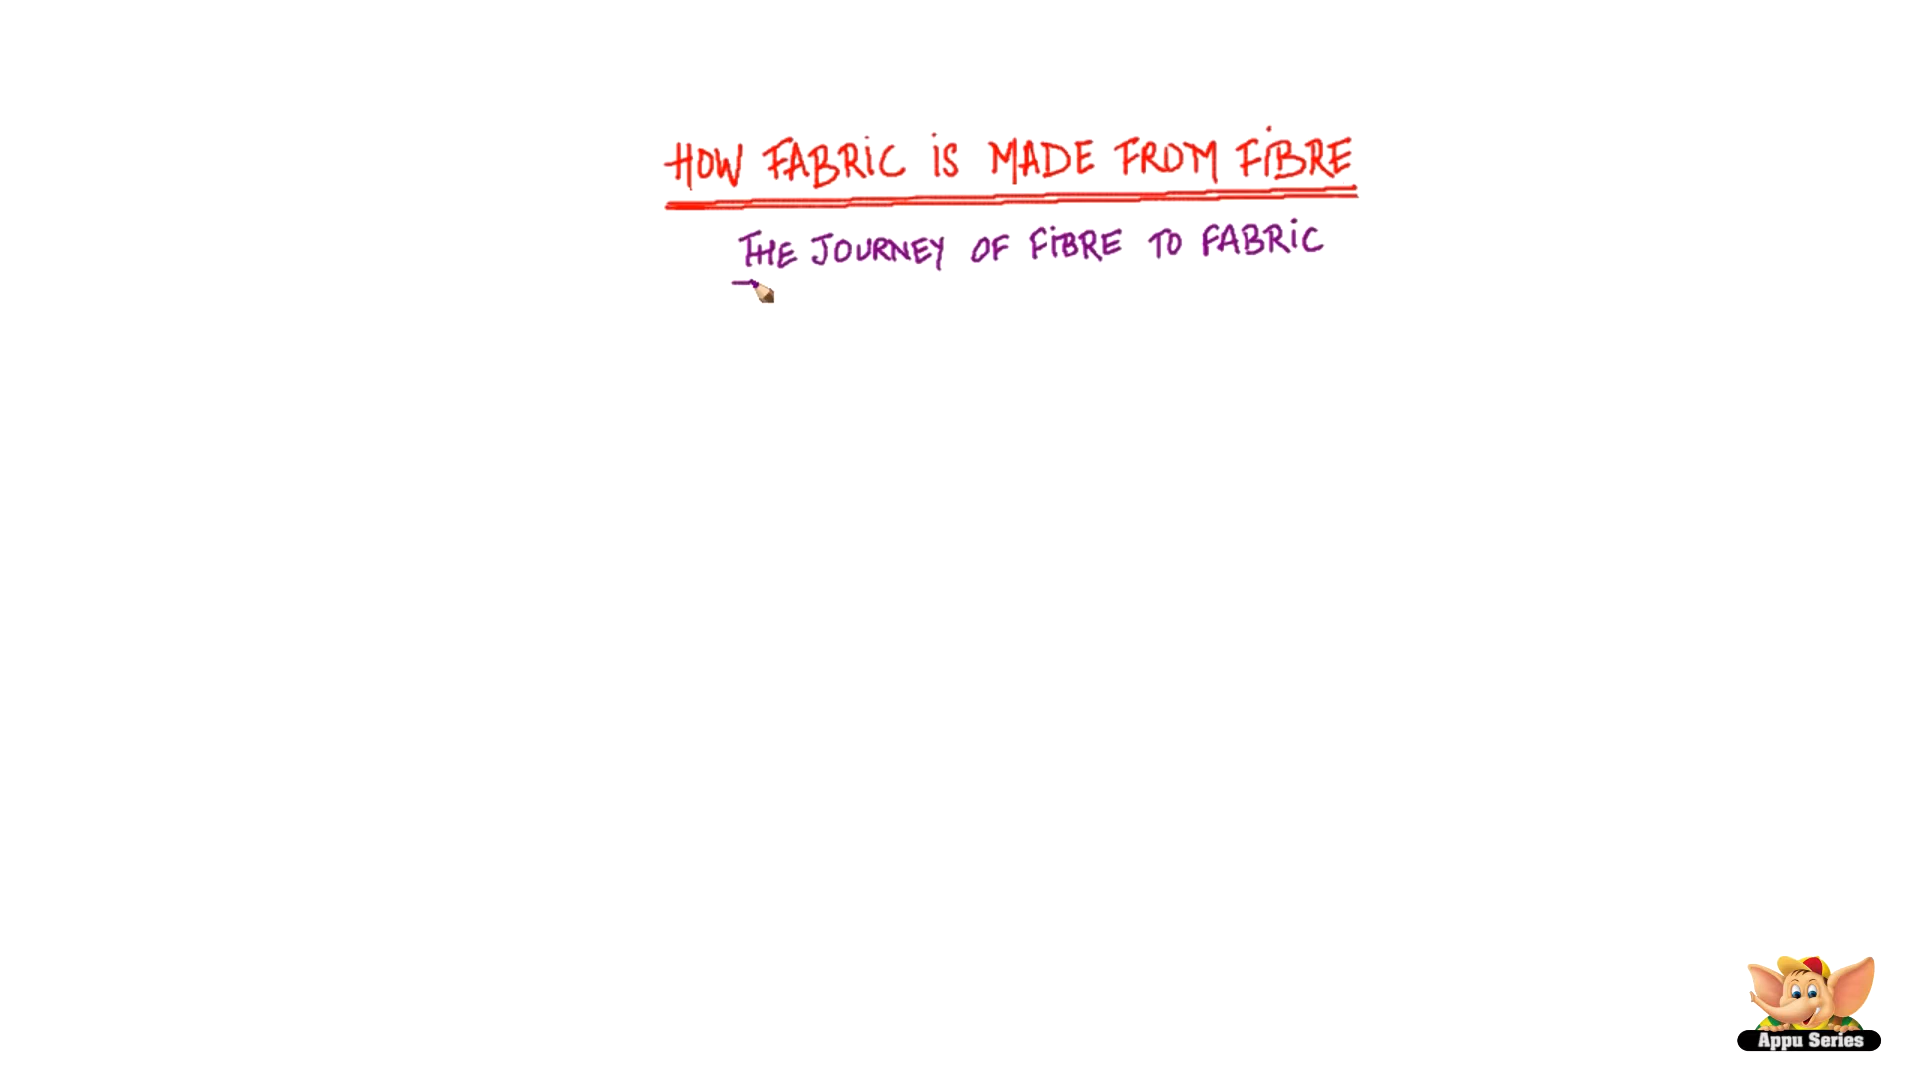 HOW FABRIC IS MADE FROM FIBRE
THE JOURNEY OF FIBRE TO FABRIC
Appu Series